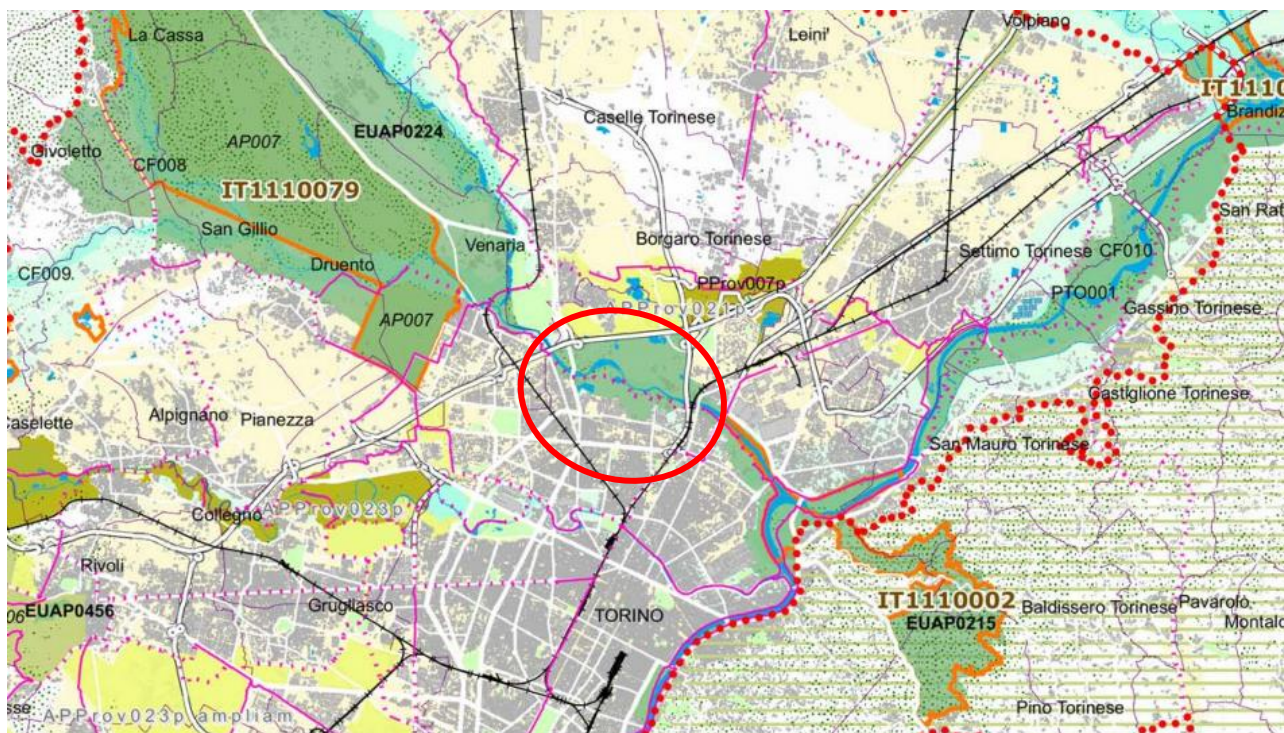 La Cassa
Leini'
Volpiano
IT1110
Brandiz
Caselle Torinese
EUAP0224
AP007
Givoletto
CF008
IT1110079
San Gillio
San Raf
Venaria
Borgaro Torinese
Settimo Torinese
CF010
Druento
CF009
PProv007p
PTO001
Gassino Torinese
AP007
Castiglione Torinese
Alpignano
Pianezza
Caselette
San Mauro Torinese
Collegno
APProv023p
Rivoli
EUAP0456
Grugliasco
TORINO
IT1110002
EUAP0215
Baldissero Torinese
Pavarolo
Montald
Pino Torinese
APProv023p ampliam